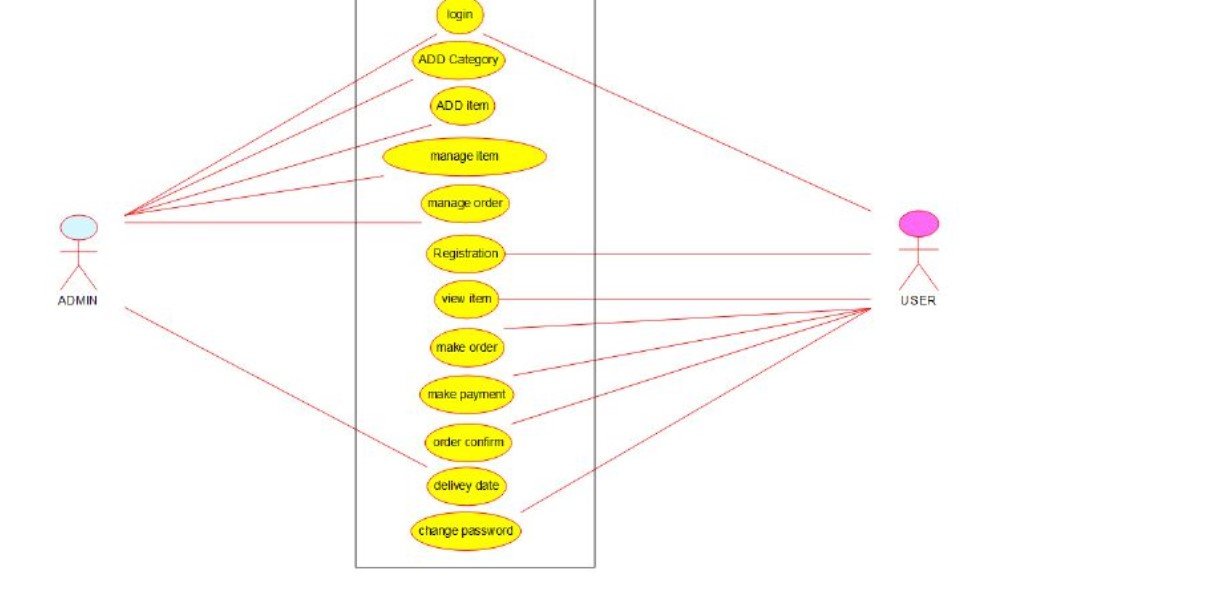 login
ADD Category
ADD item
manage item
manage order
Registration
view item
ADMIN
USER
make order
make payment
order confirm
delivey date
change password